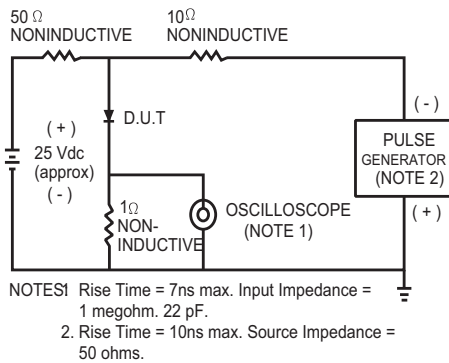 50 Ω
NONINDUCTIVE
10Ω
NONINDUCTIVE
( + )
25 Vdc
(approx)
( - )
D.U.T
1Ω
NON-
INDUCTIVE
OSCILLOSCOPE
(NOTE 1)
( - )
PULSE
GENERATOR
(NOTE 2)
( + )
NOTES1 Rise Time = 7ns max. Input Impedance =
1 megohm. 22 pF.
2. Rise Time = 10ns max. Source Impedance =
50 ohms.